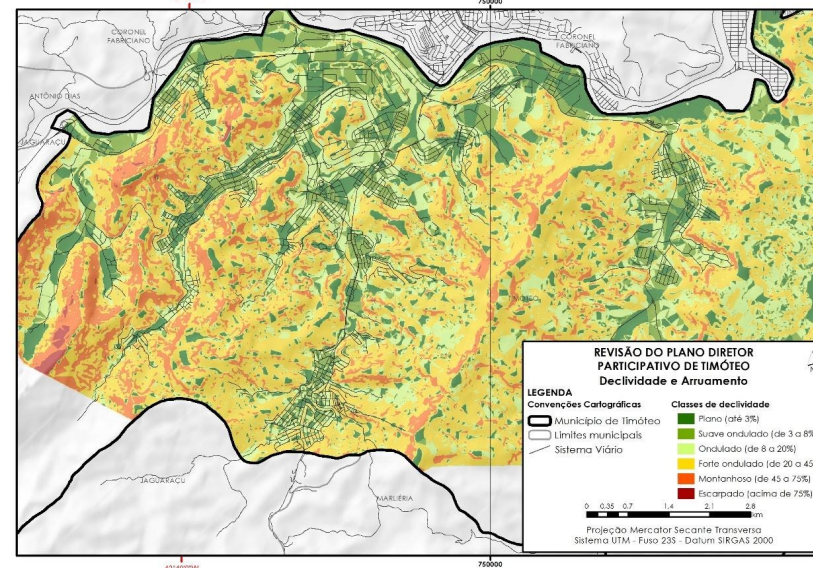 750000
CORONEL
FABRICIANO
CORONEL
FABRICIANO
ANTÔNIO DIAS
JAGUARAÇU
JAGUARAÇU
MARLIÉRIA
REVISÃO DO PLANO DIRETOR
PARTICIPATIVO DE TIMÓTEO
Declividade e Arruamento
LEGENDA
Convenções Cartográficas
Município de Timóteo
Limites municipais
Sistema Viário
Classes de declividade
Plano (até 3%)
Suave ondulado (de 3 a 8%
Ondulado (de 8 a 20%)
Forte ondulado (de 20 a 45
Montanhoso (de 45 a 75%)
Escarpado (acima de 75%)
0 0,35 0,7 1,4 2,1 2,8
km
Projeção Mercator Secante Transversa
Sistema UTM - Fuso 23S - Datum SIRGAS 2000
750000